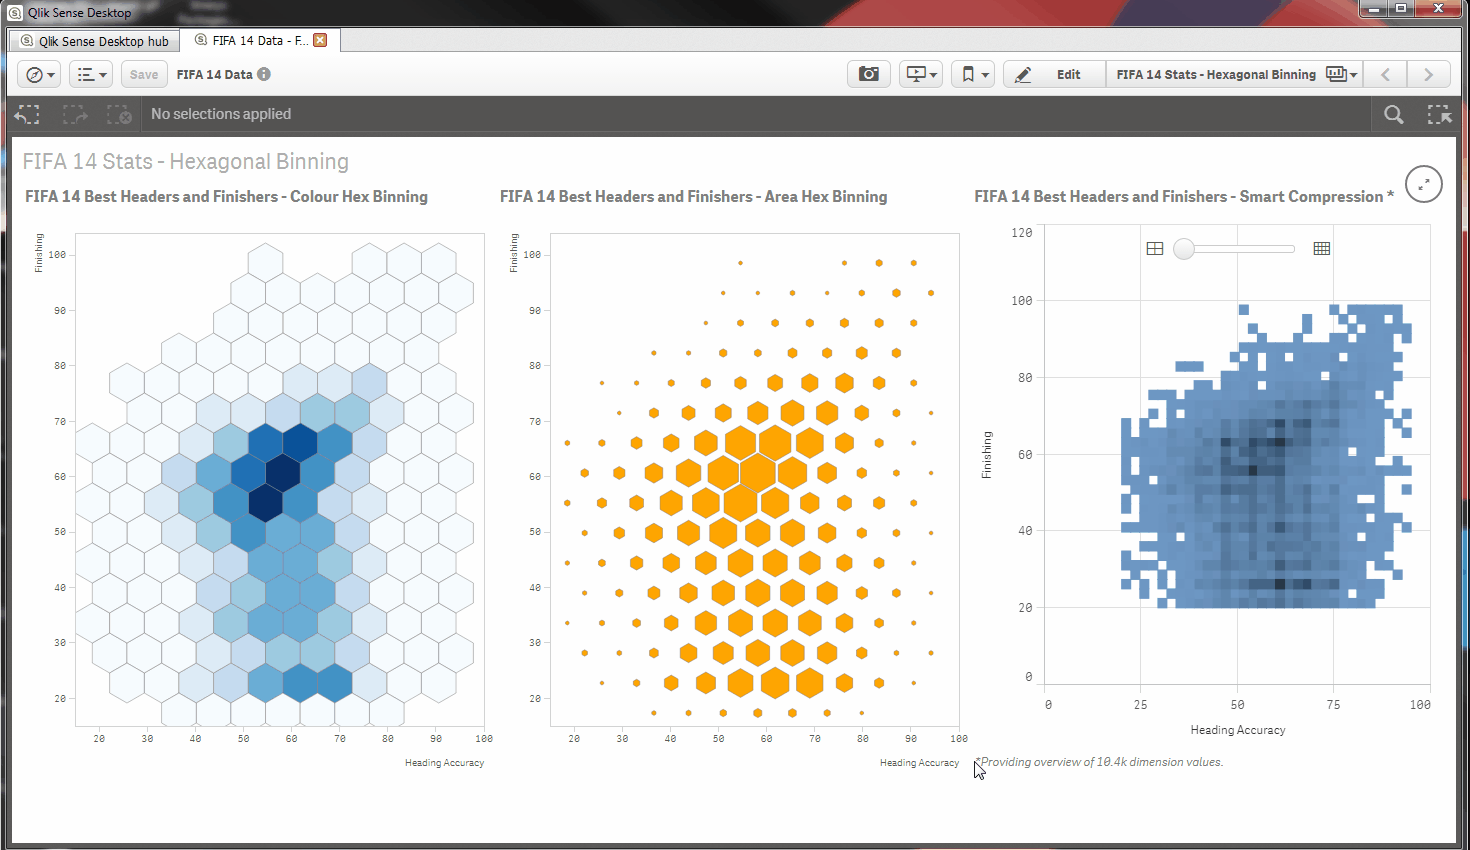 Qlik Sense Desktop
Qlik Sense Desktop hub
FIFA 14 Data - F...
Save
FIFA 14 Data
Edit
FIFA 14 Stats - Hexagonal Binning
No selections applied
FIFA 14 Stats - Hexagonal Binning
FIFA 14 Best Headers and Finishers - Colour Hex Binning
Finishing
100
90
80
70
60
50
40
30
20
20 30 40 50 60 70 80 90 100
Heading Accuracy
FIFA 14 Best Headers and Finishers - Area Hex Binning
Finishing
100
90
80
70
60
50
40
30
20
20 30 40 50 60 70 80 90 100
Heading Accuracy
FIFA 14 Best Headers and Finishers - Smart Compression *
Finishing
120
100
80
60
40
20
0
0 25 50 75 100
Heading Accuracy
*Providing overview of 10.4k dimension values.